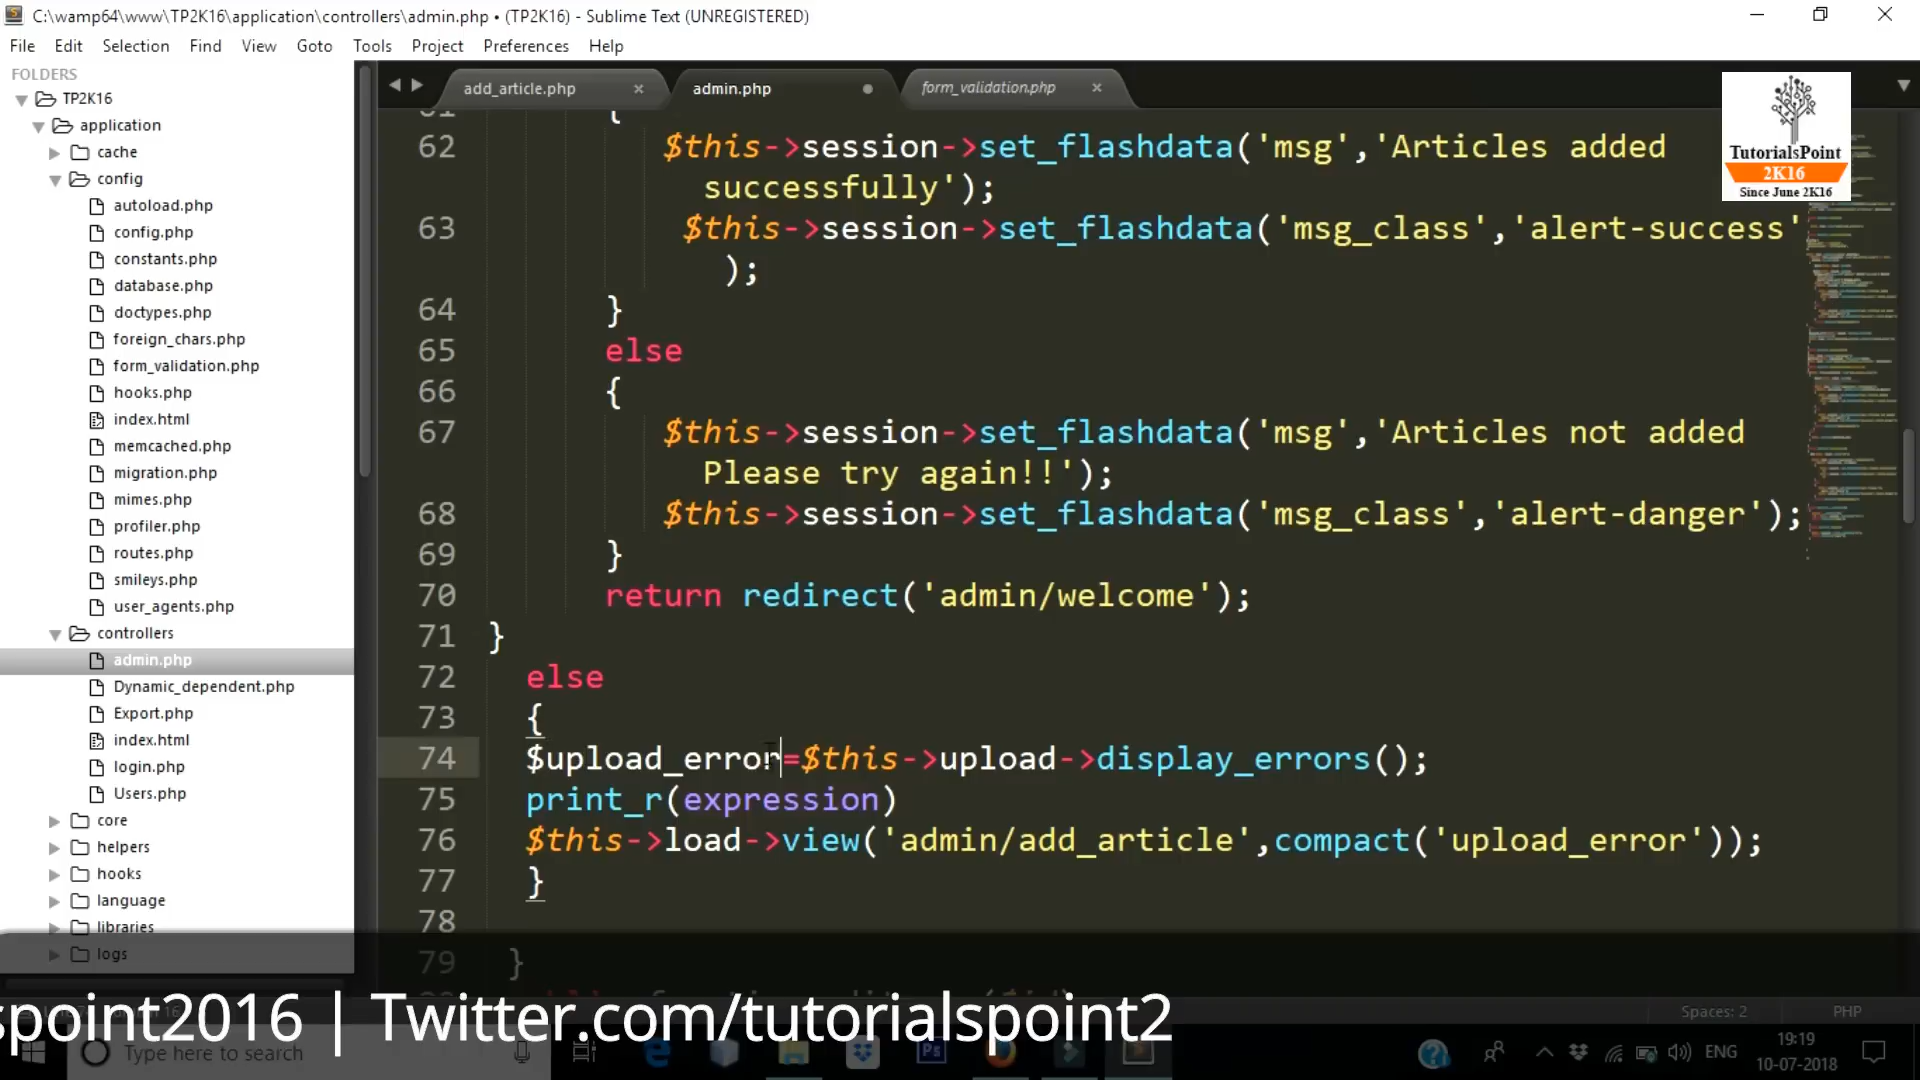 C:\wamp64\www\TP2K16\application\controllers\admin.php • (TP2K16) - Sublime Text (UNREGISTERED)
File Edit Selection Find View Goto Tools Project Preferences Help
FOLDERS
TP2K16
application
cache
config
autoload.php
config.php
constants.php
database.php
doctypes.php
foreign_chars.php
form_validation.php
hooks.php
index.html
memcached.php
migration.php
mimes.php
profiler.php
routes.php
smileys.php
user_agents.php
controllers
admin.php
Dynamic_dependent.php
Export.php
index.html
login.php
Users.php
core
helpers
hooks
language
libraries
logs
add_article.php × admin.php form_validation.php ×
TutorialsPoint
2K16
Since June 2K16
61 {
62 $this->session->set_flashdata('msg','Articles added
successfully');
63 $this->session->set_flashdata('msg_class','alert-success'
);
64 }
65 else
66 {
67 $this->session->set_flashdata('msg','Articles not added
Please try again!!');
68 $this->session->set_flashdata('msg_class','alert-danger');
69 }
70 return redirect('admin/welcome');
71 }
72 else
73 {
74 $upload_error=$this->upload->display_errors();
75 print_r(expression)
76 $this->load->view('admin/add_article',compact('upload_error'));
77 }
78
79 }
spoint2016 | Twitter.com/tutorialspoint2
Spaces: 2 PHP
Type here to search
Ps
ENG
19:19
10-07-2018